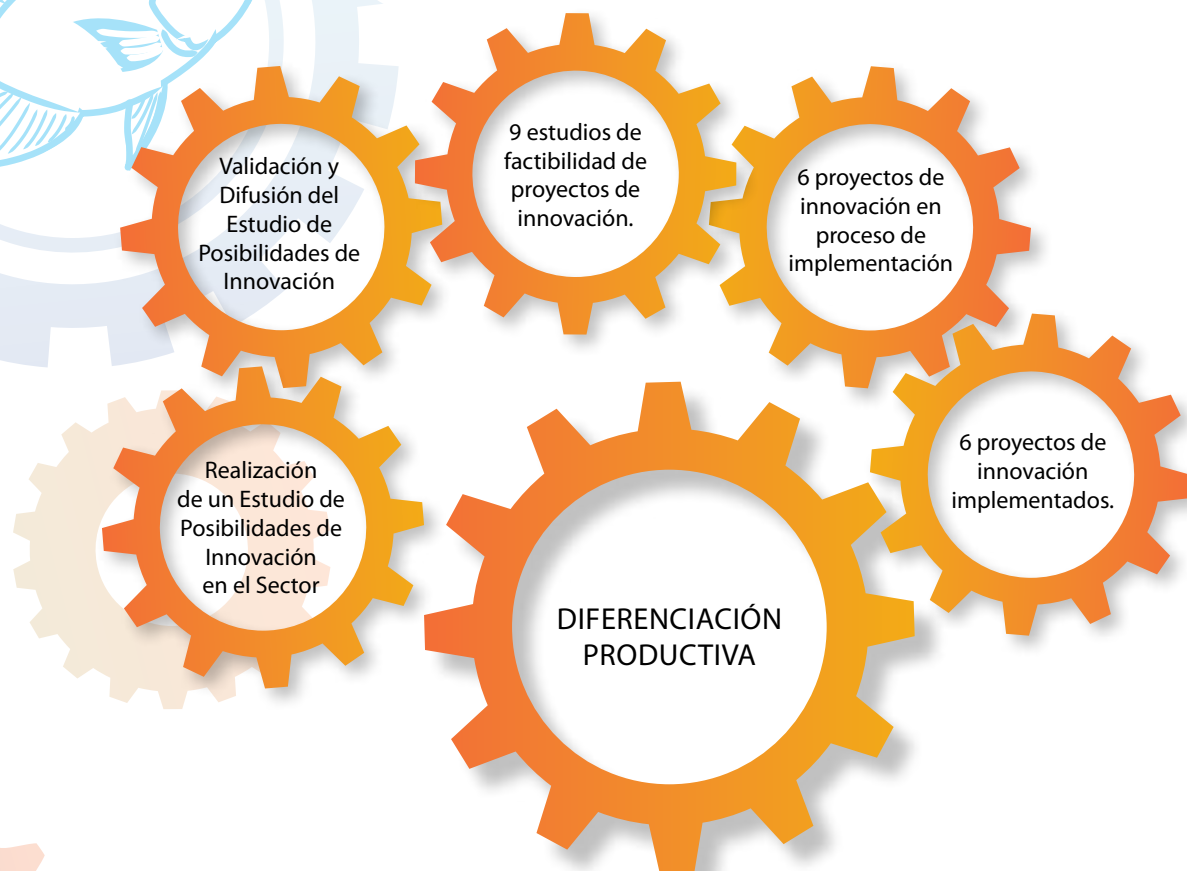 Realización
de un Estudio de
Posibilidades de
Innovación
en el Sector
Validación y
Difusión del
Estudio de
Posibilidades de
Innovación
9 estudios de
factibilidad de
proyectos de
innovación.
6 proyectos de
innovación en
proceso de
implementación
6 proyectos de
innovación
implementados.
DIFERENCIACIÓN
PRODUCTIVA